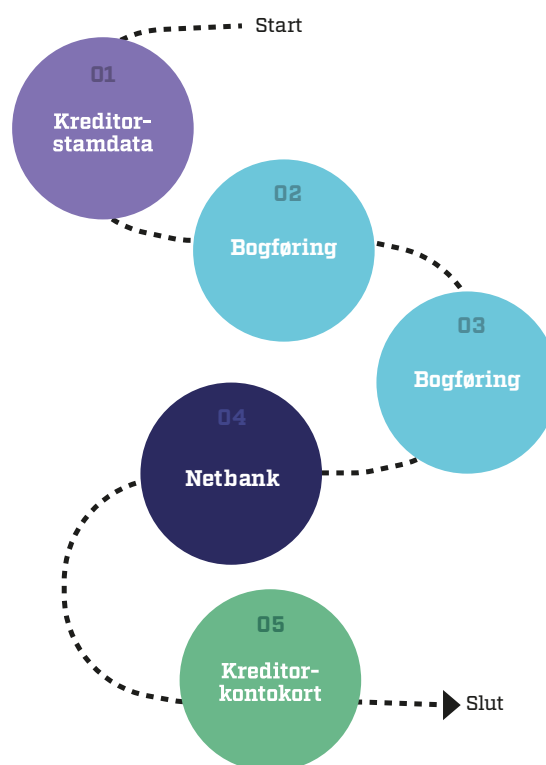 Start
01
Kreditor-
stamdata
02
Bogføring
03
Bogføring
04
Netbank
05
Kreditor-
kontokort
Slut